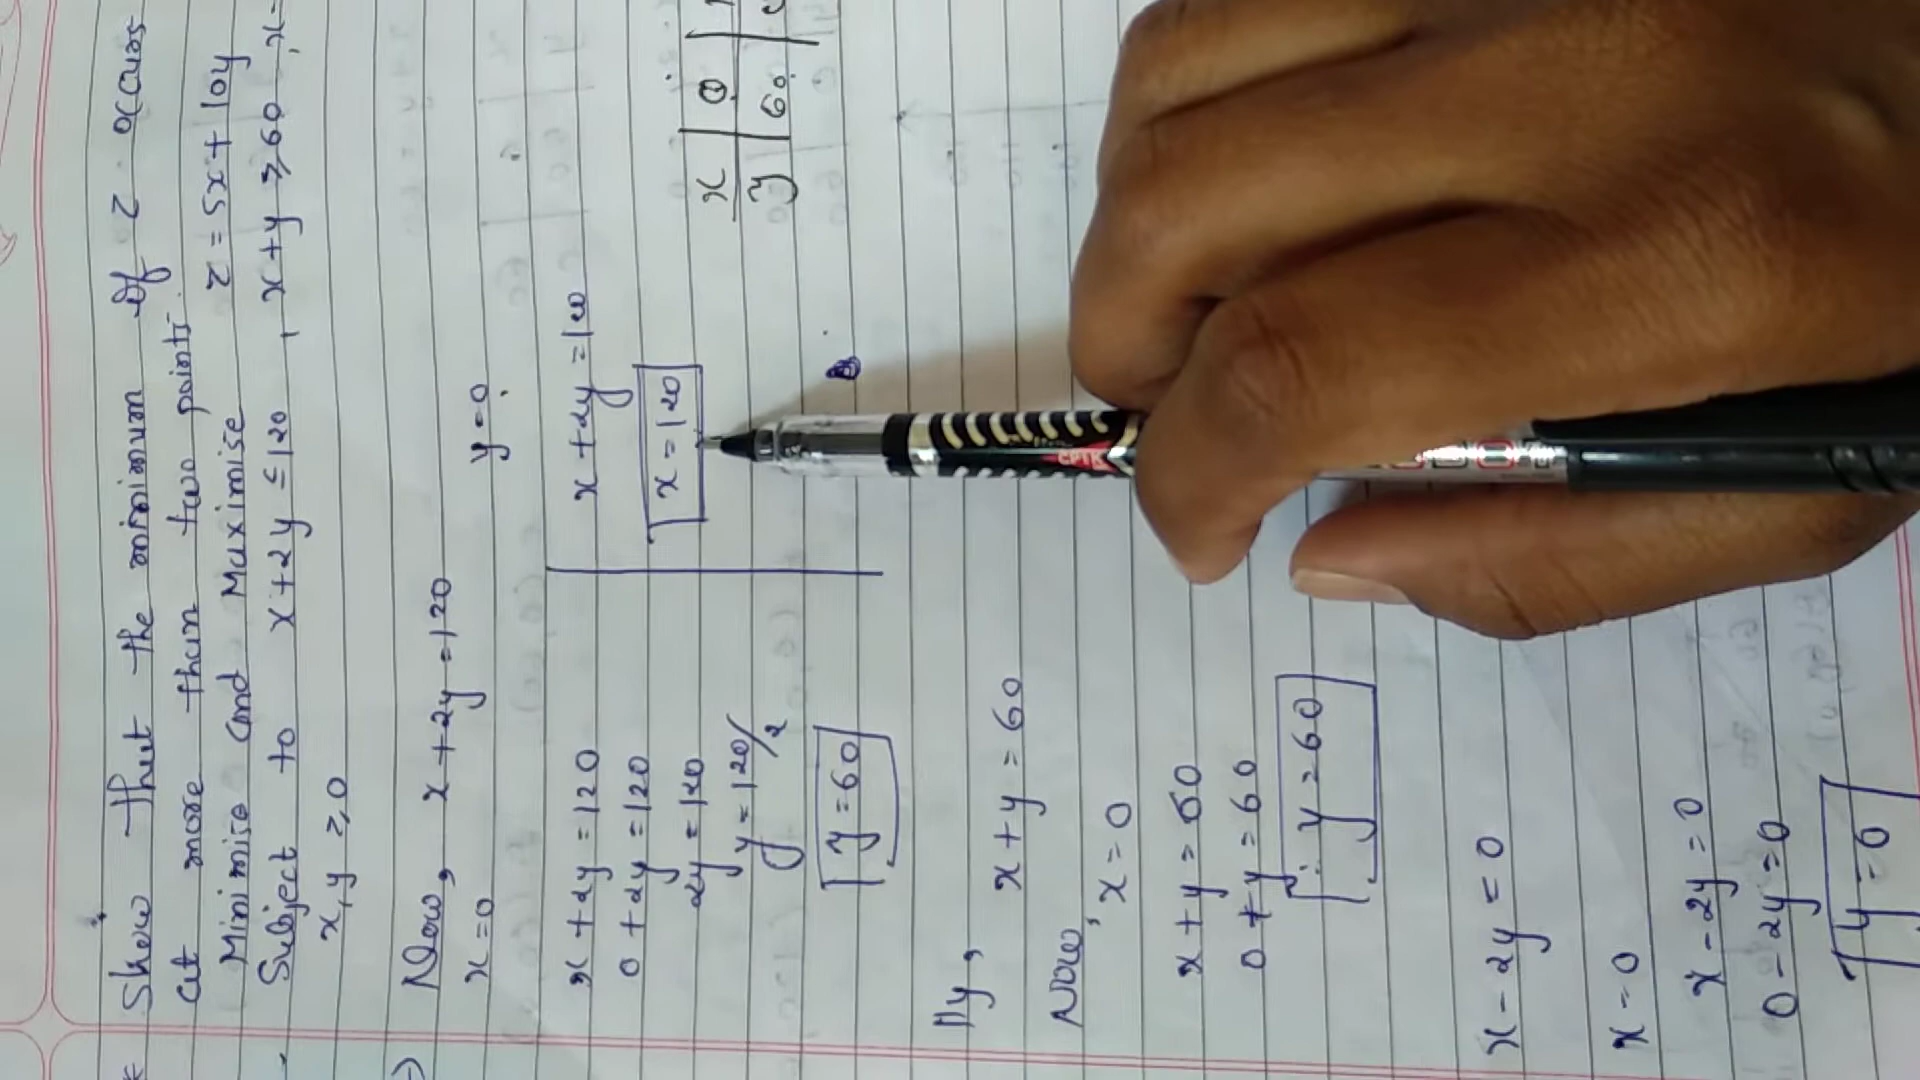 Show that the minimum of Z occurs
at more than two points.
Minimise and Maximise Z = 5x + 10y
Subject to x + 2y ≤ 120 , x + y ≥ 60 , x -
x, y ≥ 0
Now, x + 2y = 120
x = 0 y = 0
x + 2y = 120 x + 2y = 120
0 + 2y = 120 x = 120
2y = 120
y = 120/2
y = 60
x | 0 |
y | 60 |
lly, x + y = 60
Now, x = 0
x + y = 60
0 + y = 60
∴ y = 60
x - 2y = 0
x = 0
x - 2y = 0
0 - 2y = 0
y = 0